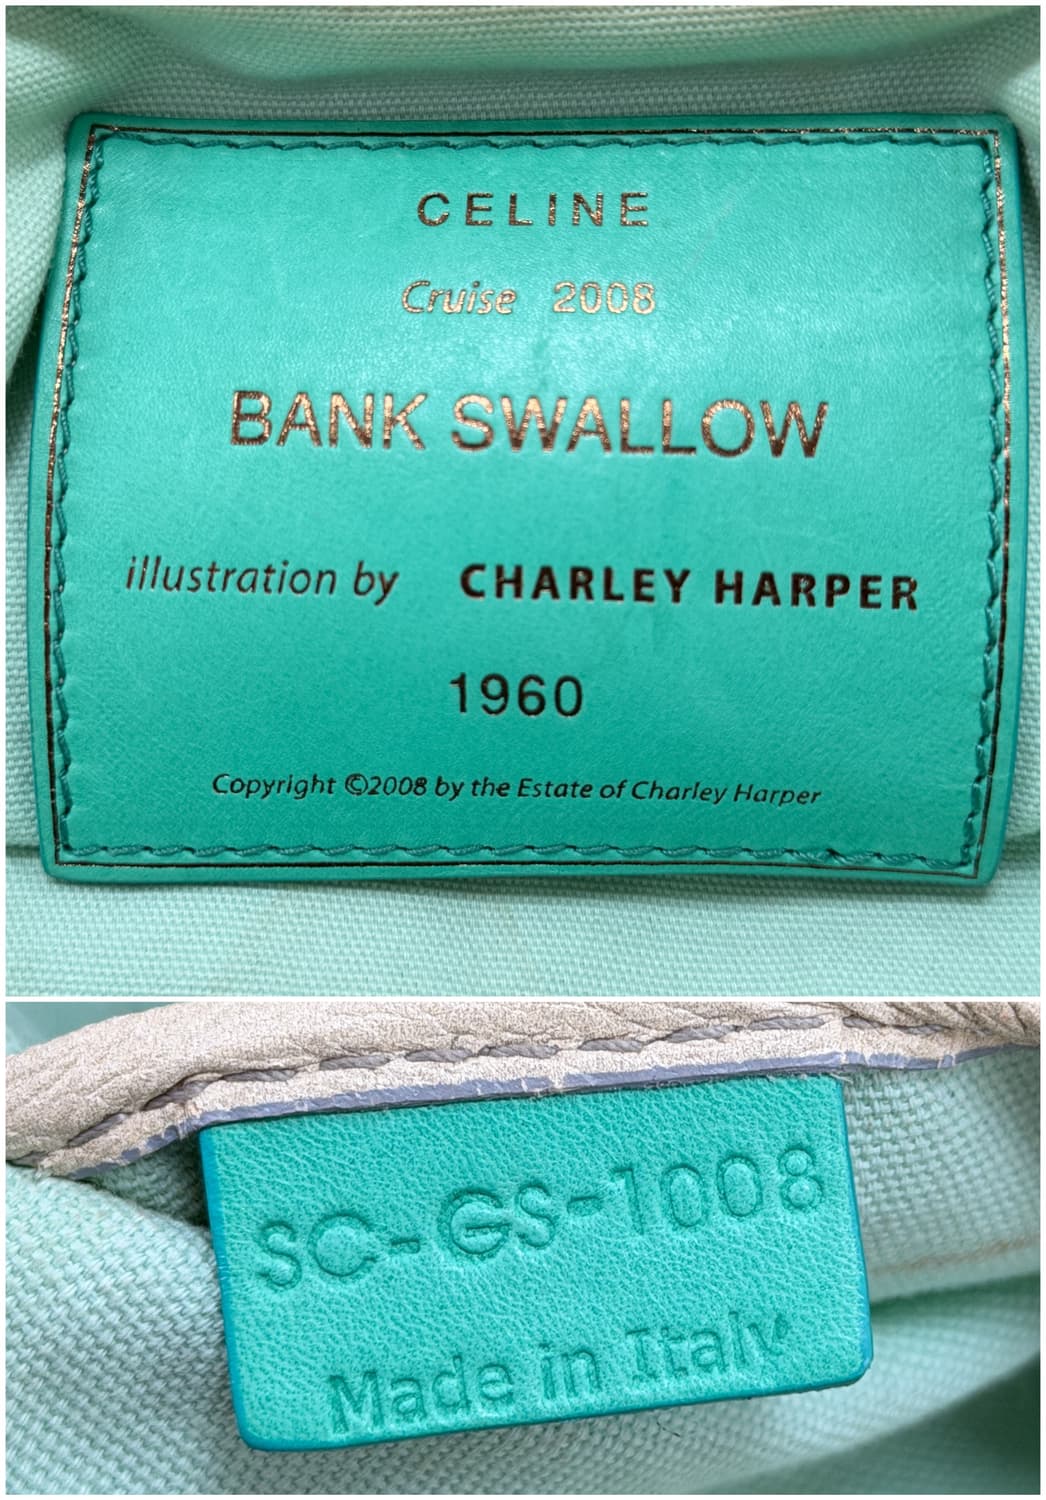 CELINE
Cruise 2008
BANK SWALLOW
illustration by CHARLEY HARPER
1960
Copyright ©2008 by the Estate of Charley Harper
SC-GS-1008
Made in Italy